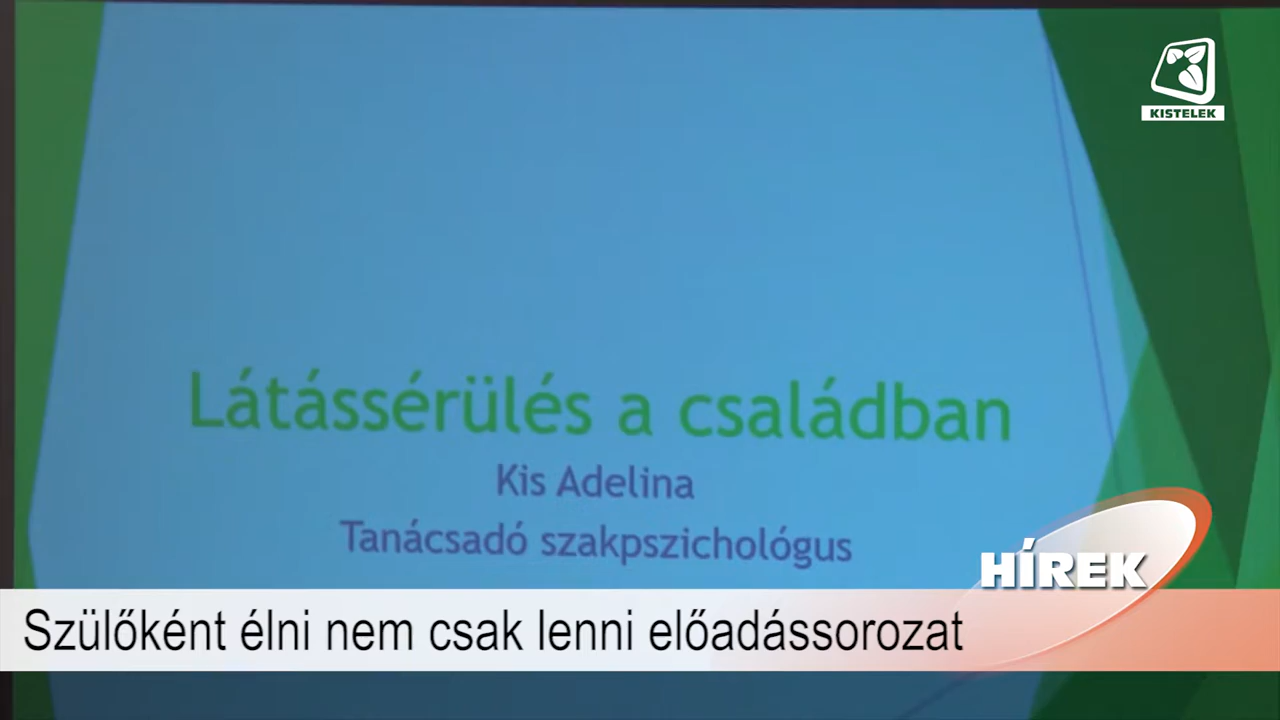 KISTELEK
Látássérülés a családban
Kis Adelina
Tanácsadó szakpszichológus
HÍREK
Szülőként élni nem csak lenni előadássorozat